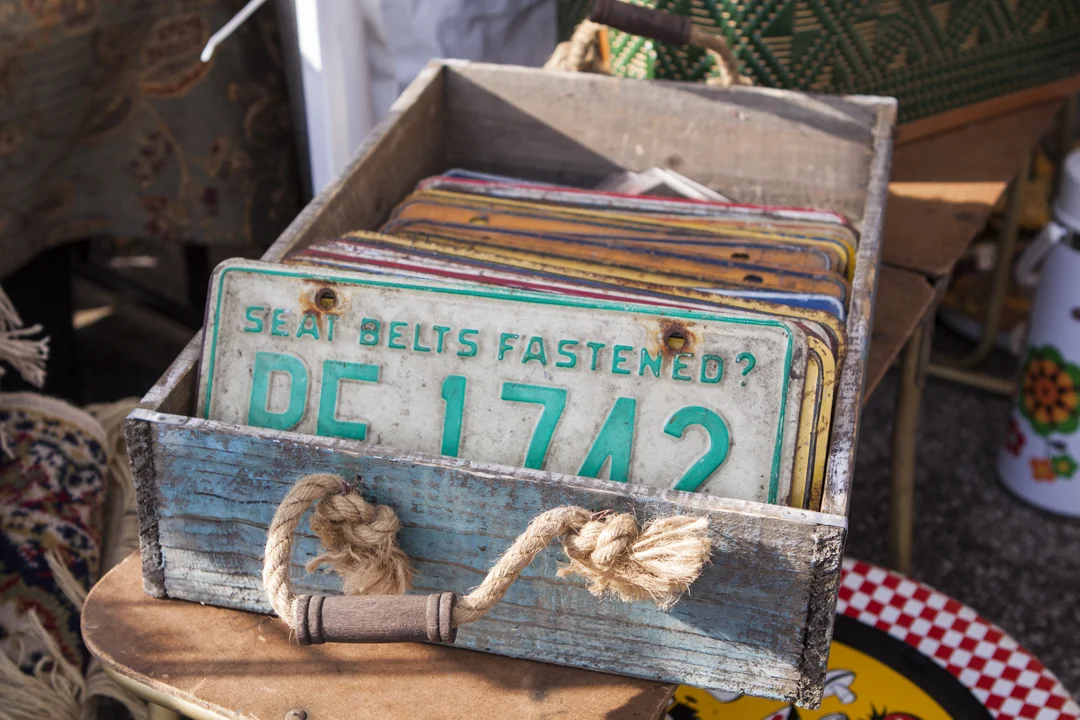 SEAT BELTS FASTENED?
DE 1742